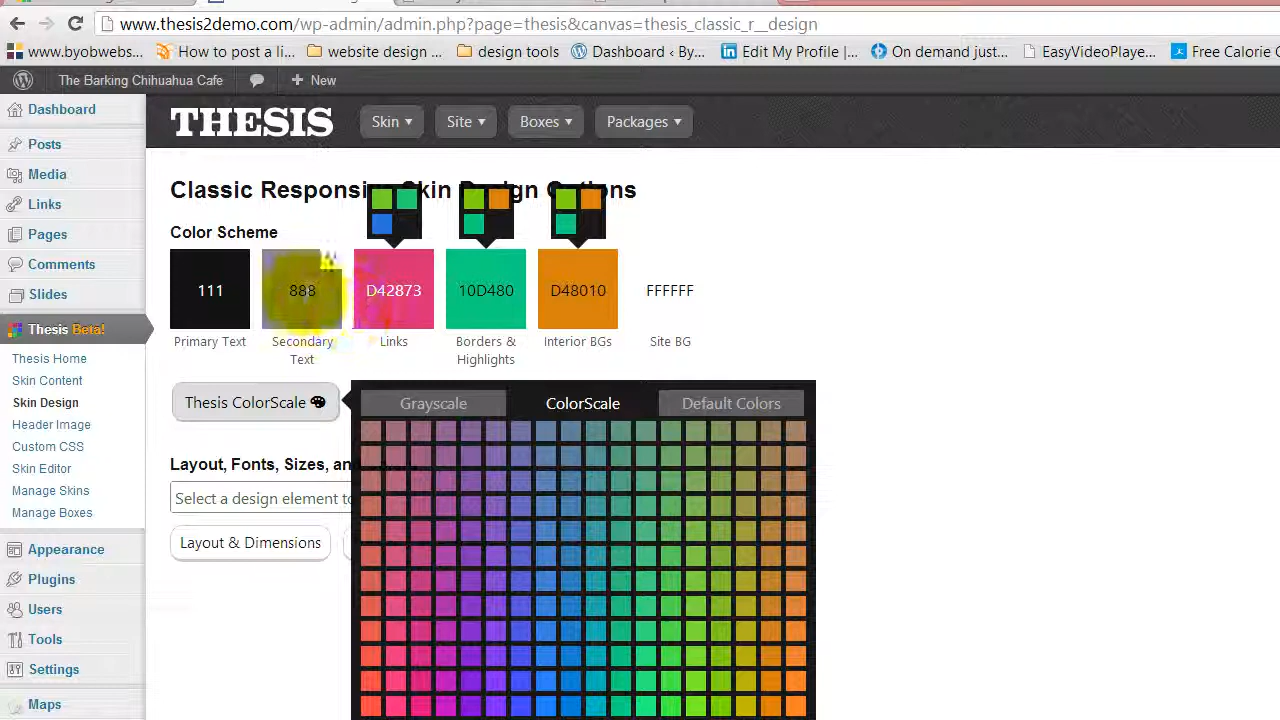 www.thesis2demo.com/wp-admin/admin.php?page=thesis&canvas=thesis_classic_r__design
www.byobwebs... How to post a li... website design ... design tools Dashboard ‹ By... Edit My Profile |... On demand just... EasyVideoPlaye... Free Calorie C
The Barking Chihuahua Cafe New
Dashboard
Posts
Media
Links
Pages
Comments
Slides
Thesis Beta!
Thesis Home
Skin Content
Skin Design
Header Image
Custom CSS
Skin Editor
Manage Skins
Manage Boxes
Appearance
Plugins
Users
Tools
Settings
Maps
THESIS Skin ▾ Site ▾ Boxes ▾ Packages ▾
Classic Responsive Skin Design Options
Color Scheme
111 888 D42873 10D480 D48010 FFFFFF
Primary Text Secondary Text Links Borders & Highlights Interior BGs Site BG
Thesis ColorScale
Grayscale ColorScale Default Colors
Layout, Fonts, Sizes, an
Select a design element to
Layout & Dimensions